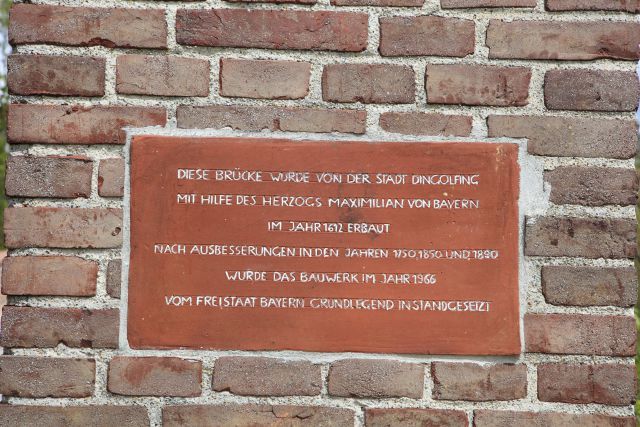 DIESE BRÜCKE WURDE VON DER STADT DINGOLFING
MIT HILFE DES HERZOGS MAXIMILIAN VON BAYERN
IM JAHR 1612 ERBAUT
NACH AUSBESSERUNGEN IN DEN JAHREN 1750, 1850 UND 1890
WURDE DAS BAUWERK IM JAHR 1966
VOM FREISTAAT BAYERN GRUNDLEGEND INSTANDGESETZT